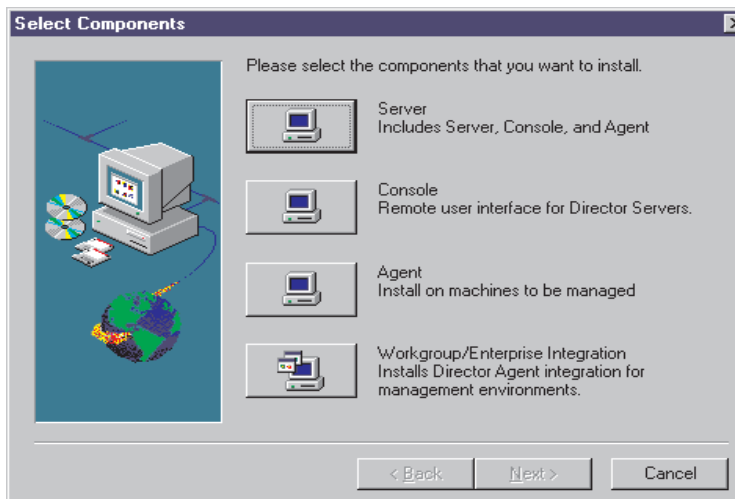 Select Components
Please select the components that you want to install.
Server
Includes Server, Console, and Agent
Console
Remote user interface for Director Servers.
Agent
Install on machines to be managed
Workgroup/Enterprise Integration
Installs Director Agent integration for
management environments.
< Back
Next >
Cancel